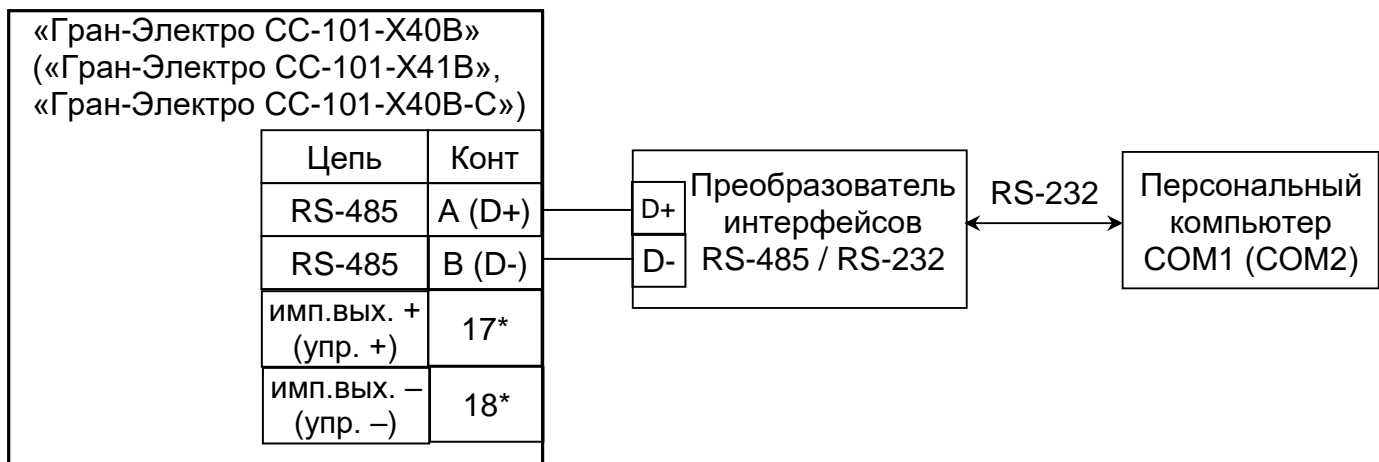 «Гран-Электро СС-101-Х40В»
(«Гран-Электро СС-101-Х41В»,
«Гран-Электро СС-101-Х40В-С»)
Цепь Конт
RS-485 A (D+)
RS-485 B (D-)
имп.вых. +
(упр. +)
17*
имп.вых. –
(упр. –)
18*
D+
D-
Преобразователь
интерфейсов
RS-485 / RS-232
RS-232
Персональный
компьютер
COM1 (COM2)